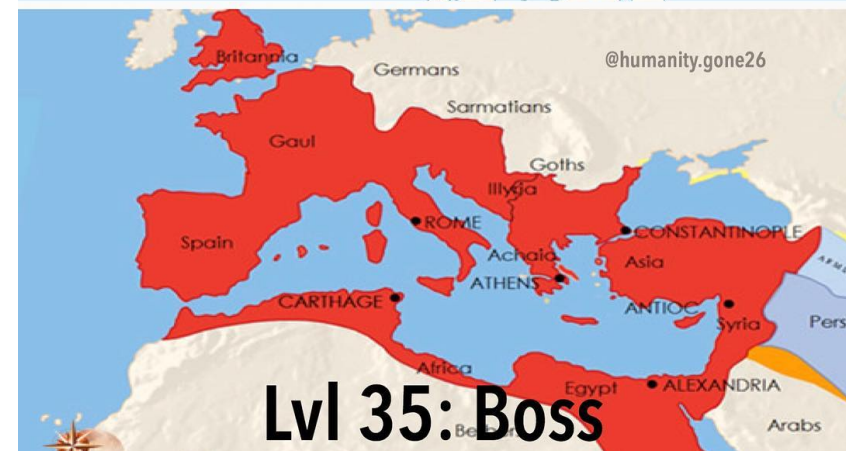 Britannia
@humanity.gone26
Germans
Sarmatians
Gaul
Goths
Illyria
ROME
CONSTANTINOPLE
Spain
Achaia
Asia
ATHENS
CARTHAGE
ANTIOC
Syria
Pers
Africa
Egypt
ALEXANDRIA
Lvl 35: Boss
Arabs